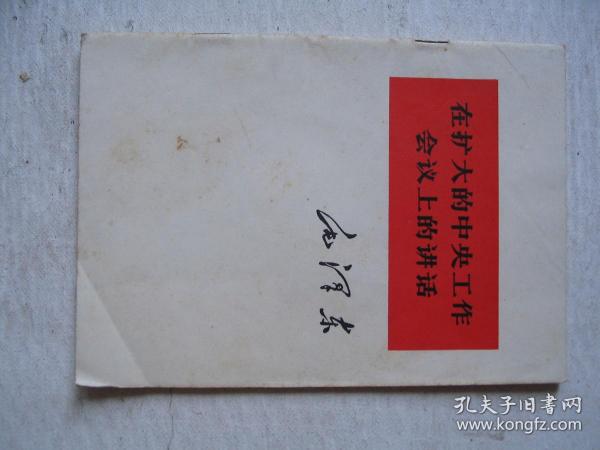 在扩大的中央工作
会议上的讲话
毛泽东
孔夫子旧書网
www.kongfz.com